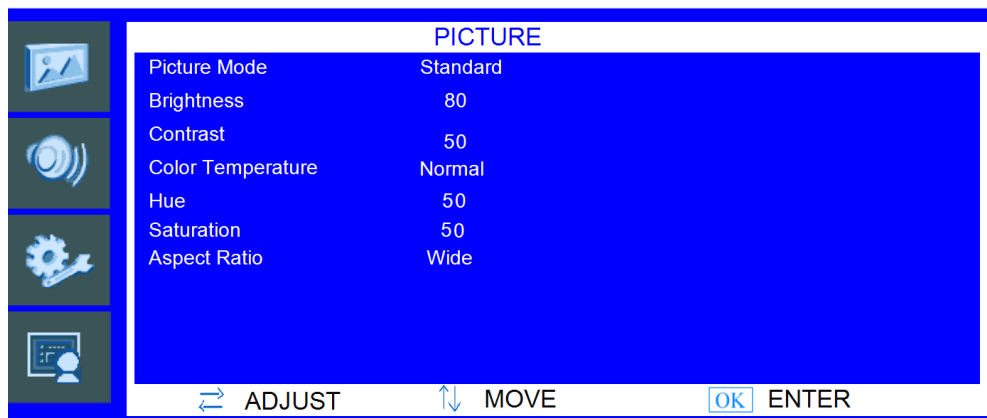 PICTURE
Picture Mode Standard
Brightness 80
Contrast 50
Color Temperature Normal
Hue 50
Saturation 50
Aspect Ratio Wide
ADJUST MOVE OK ENTER